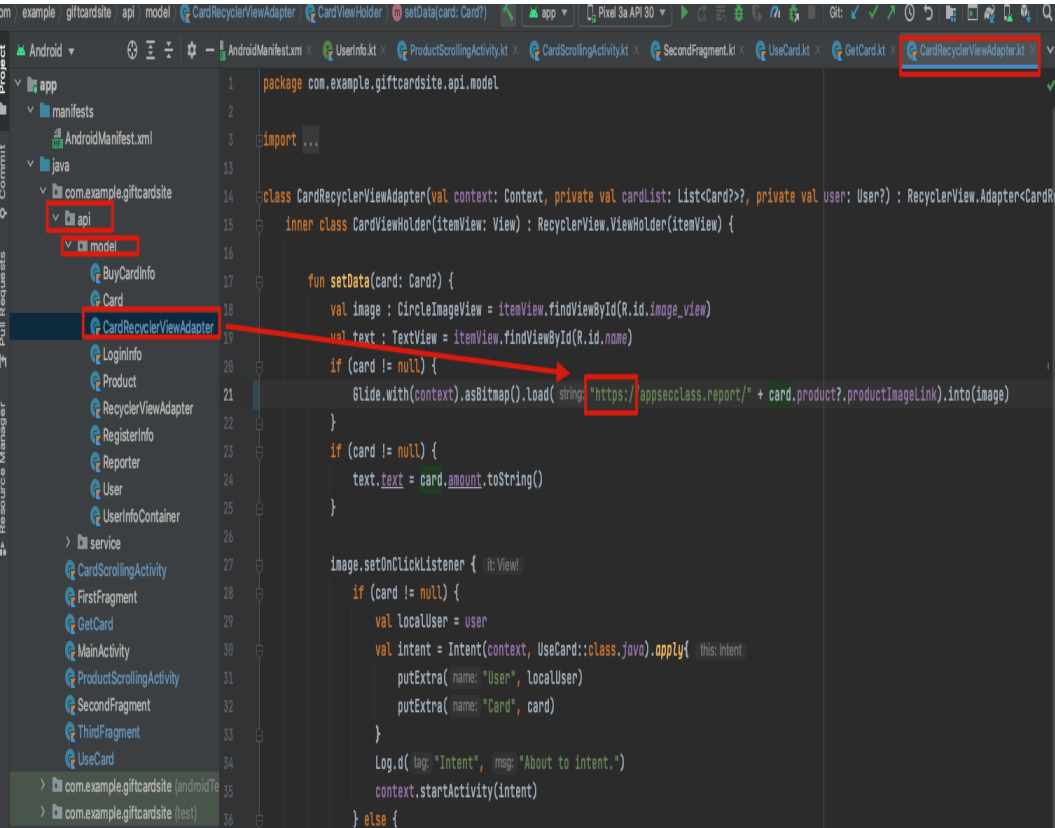 om example giftcardsite api model CardRecyclerViewAdapter CardViewHolder setData(card: Card?) app Pixel 3a API 30 Git:
Android AndroidManifest.xm UserInfo.kt ProductScrollingActivity.kt CardScrollingActivity.kt SecondFragment.kt UseCard.kt GetCard.kt CardRecyclerViewAdapter.kt
Project
Commit
Pull Requests
Resource Manager
app
manifests
AndroidManifest.xml
java
com.example.giftcardsite
api
model
BuyCardInfo
Card
CardRecyclerViewAdapter
LoginInfo
Product
RecyclerViewAdapter
RegisterInfo
Reporter
User
UserInfoContainer
service
CardScrollingActivity
FirstFragment
GetCard
MainActivity
ProductScrollingActivity
SecondFragment
ThirdFragment
UseCard
com.example.giftcardsite (androidTe
com.example.giftcardsite (test)
1 package com.example.giftcardsite.api.model
2
3 import ...
13
14 class CardRecyclerViewAdapter(val context: Context, private val cardList: List<Card?>?, private val user: User?) : RecyclerView.Adapter<CardR
15 inner class CardViewHolder(itemView: View) : RecyclerView.ViewHolder(itemView) {
16
17 fun setData(card: Card?) {
18 val image : CircleImageView = itemView.findViewById(R.id.image_view)
19 val text : TextView = itemView.findViewById(R.id.name)
20 if (card != null) {
21 Glide.with(context).asBitmap().load( string: "https://appsecclass.report/" + card.product?.productImageLink).into(image)
22 }
23 if (card != null) {
24 text.text = card.amount.toString()
25 }
26
27 image.setOnClickListener { it: View!
28 if (card != null) {
29 val localUser = user
30 val intent = Intent(context, UseCard::class.java).apply{ this: Intent
31 putExtra( name: "User", localUser)
32 putExtra( name: "Card", card)
33 }
34 Log.d( tag: "Intent", msg: "About to intent.")
35 context.startActivity(intent)
36 } else {